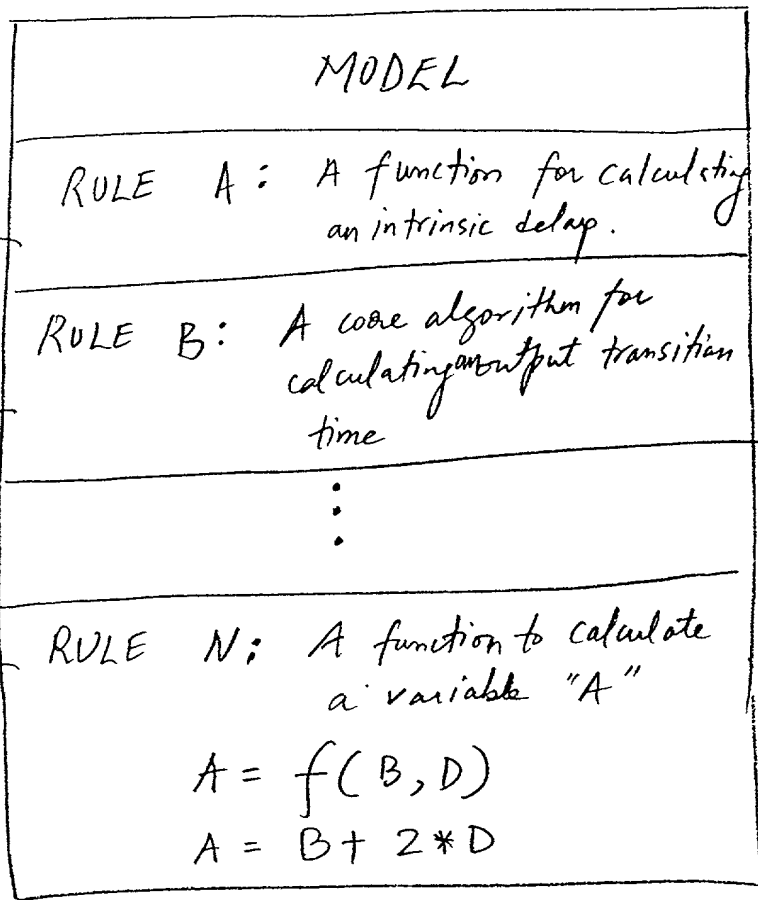 MODEL
RULE A: A function for calculating
an intrinsic delay.
RULE B: A core algorithm for
calculating an output transition
time
⋮
RULE N: A function to calculate
a variable "A"
A = f(B, D)
A = B + 2 * D